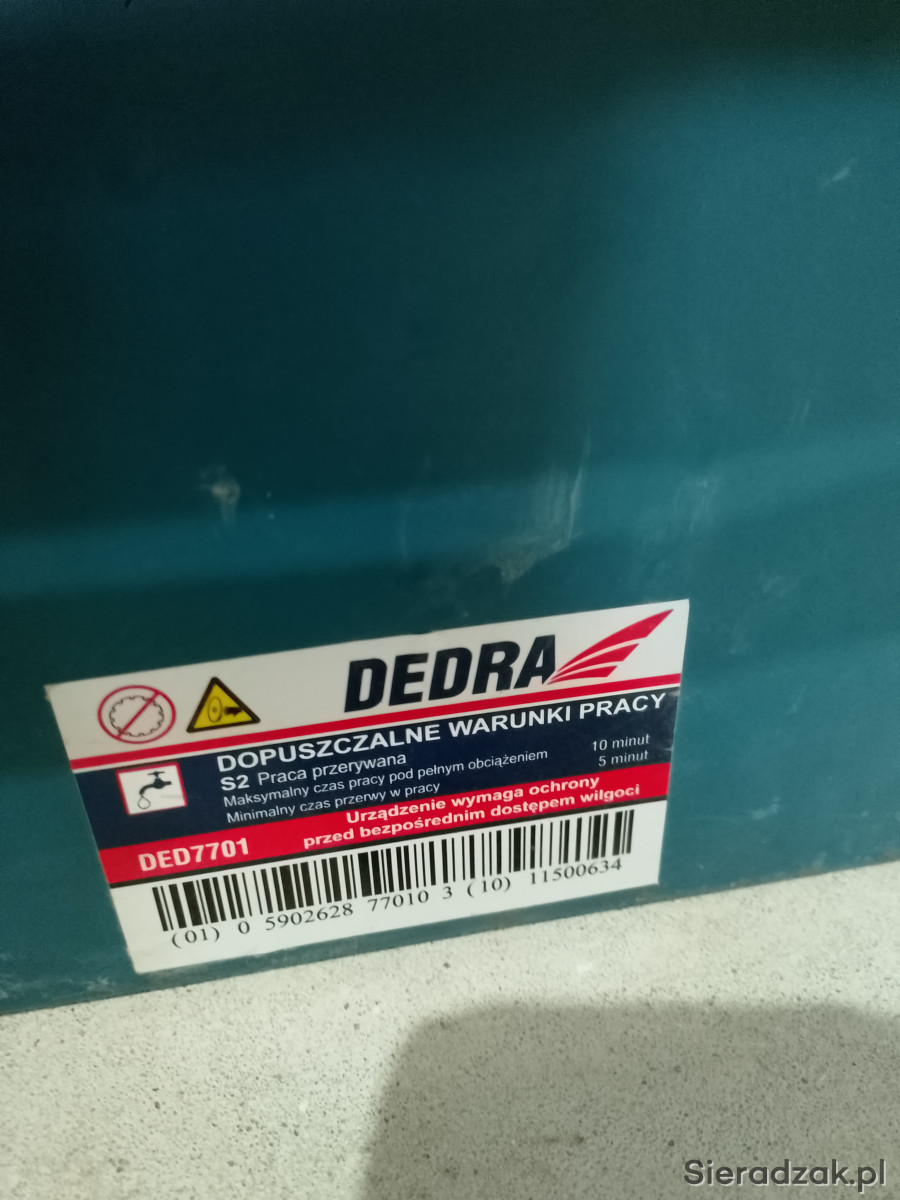 DEDRA
DOPUSZCZALNE WARUNKI PRACY
S2 Praca przerywana
Maksymalny czas pracy pod pełnym obciążeniem 10 minut
Minimalny czas przerwy w pracy 5 minut
Urządzenie wymaga ochrony
przed bezpośrednim dostępem wilgoci
DED7701
(01) 0 5902628 77010 3 (10) 11500634
Sieradzak.pl